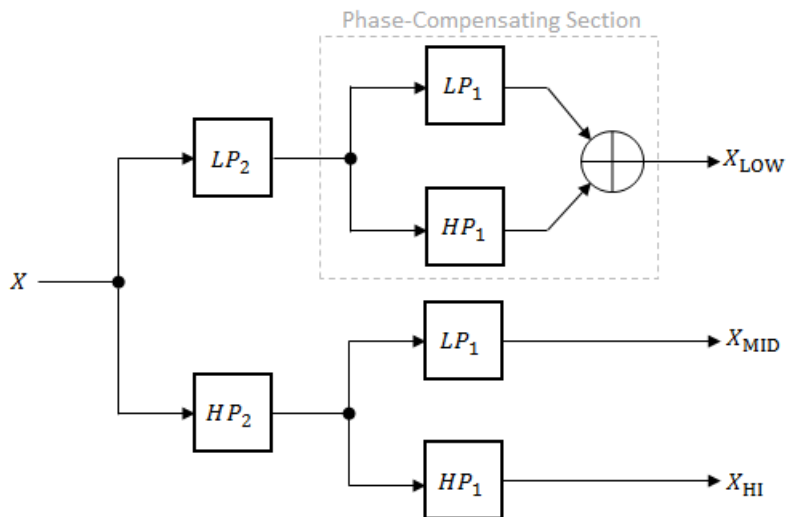 Phase-Compensating Section
LP₁
LP₂
X_LOW
HP₁
X
LP₁
X_MID
HP₂
HP₁
X_HI